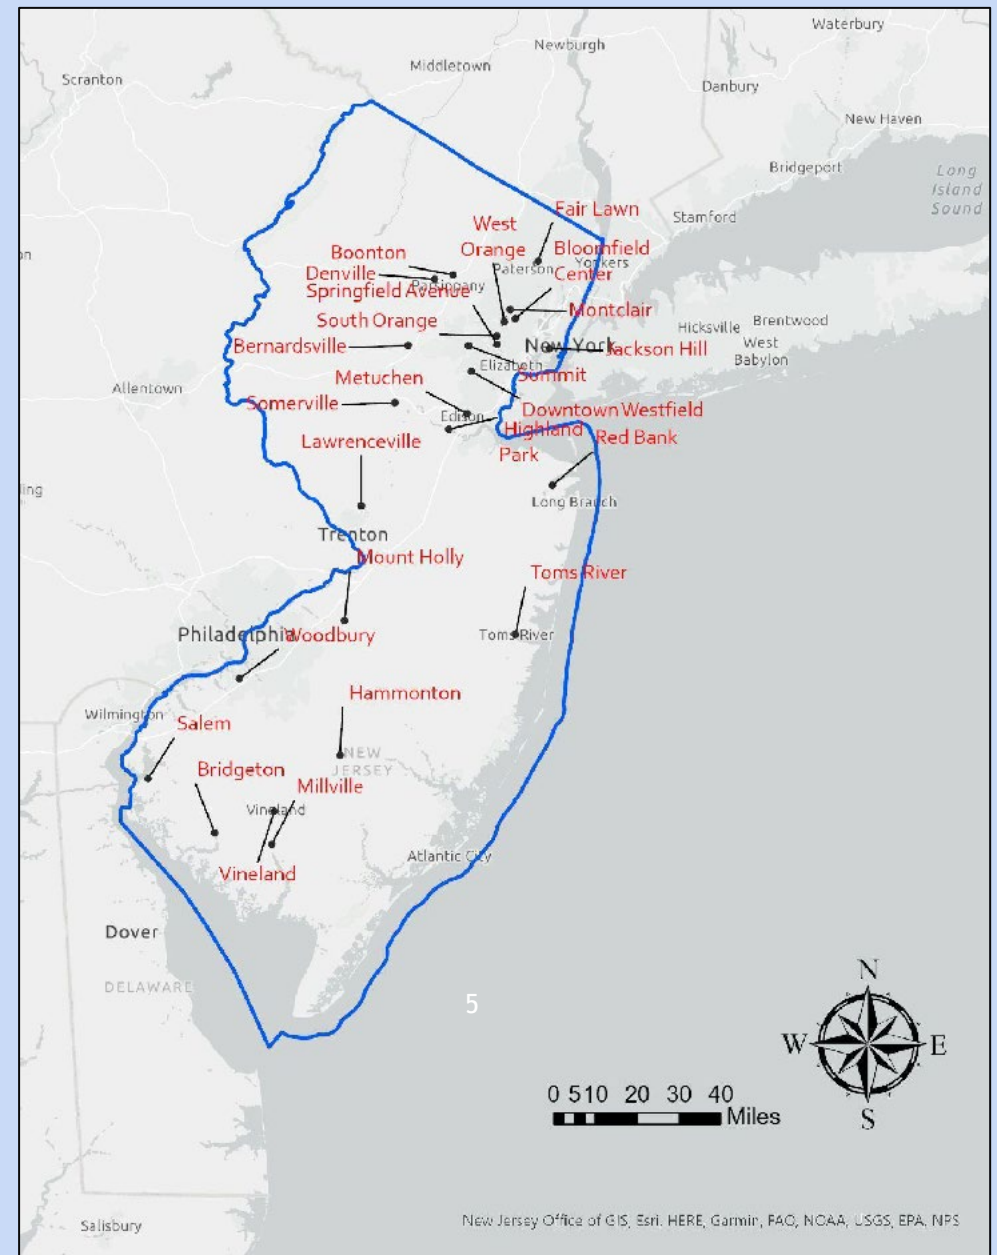 Waterbury
Newburgh
Middletown
Scranton
Danbury
New Haven
Bridgeport
Long
Island
Sound
Stamford
Fair Lawn
West
Orange
Bloomfield
Center
Yonkers
Paterson
Boonton
Denville
Parsippany
Springfield Avenue
Montclair
South Orange
Hicksville
Brentwood
West
Babylon
Bernardsville
New York
Jackson Hill
Elizabeth
Summit
Metuchen
Allentown
Somerville
Edison
Downtown Westfield
Highland
Park
Red Bank
Lawrenceville
ing
Long Branch
Trenton
Mount Holly
Toms River
Toms River
Philadelphia
Woodbury
Hammonton
Wilmington
Salem
NEW
JERSEY
Bridgeton
Millville
Vineland
Atlantic City
Vineland
Dover
DELAWARE
5
N
W
E
S
0 5 10 20 30 40
Miles
Salisbury
New Jersey Office of GIS, Esri, HERE, Garmin, FAO, NOAA, USGS, EPA, NPS